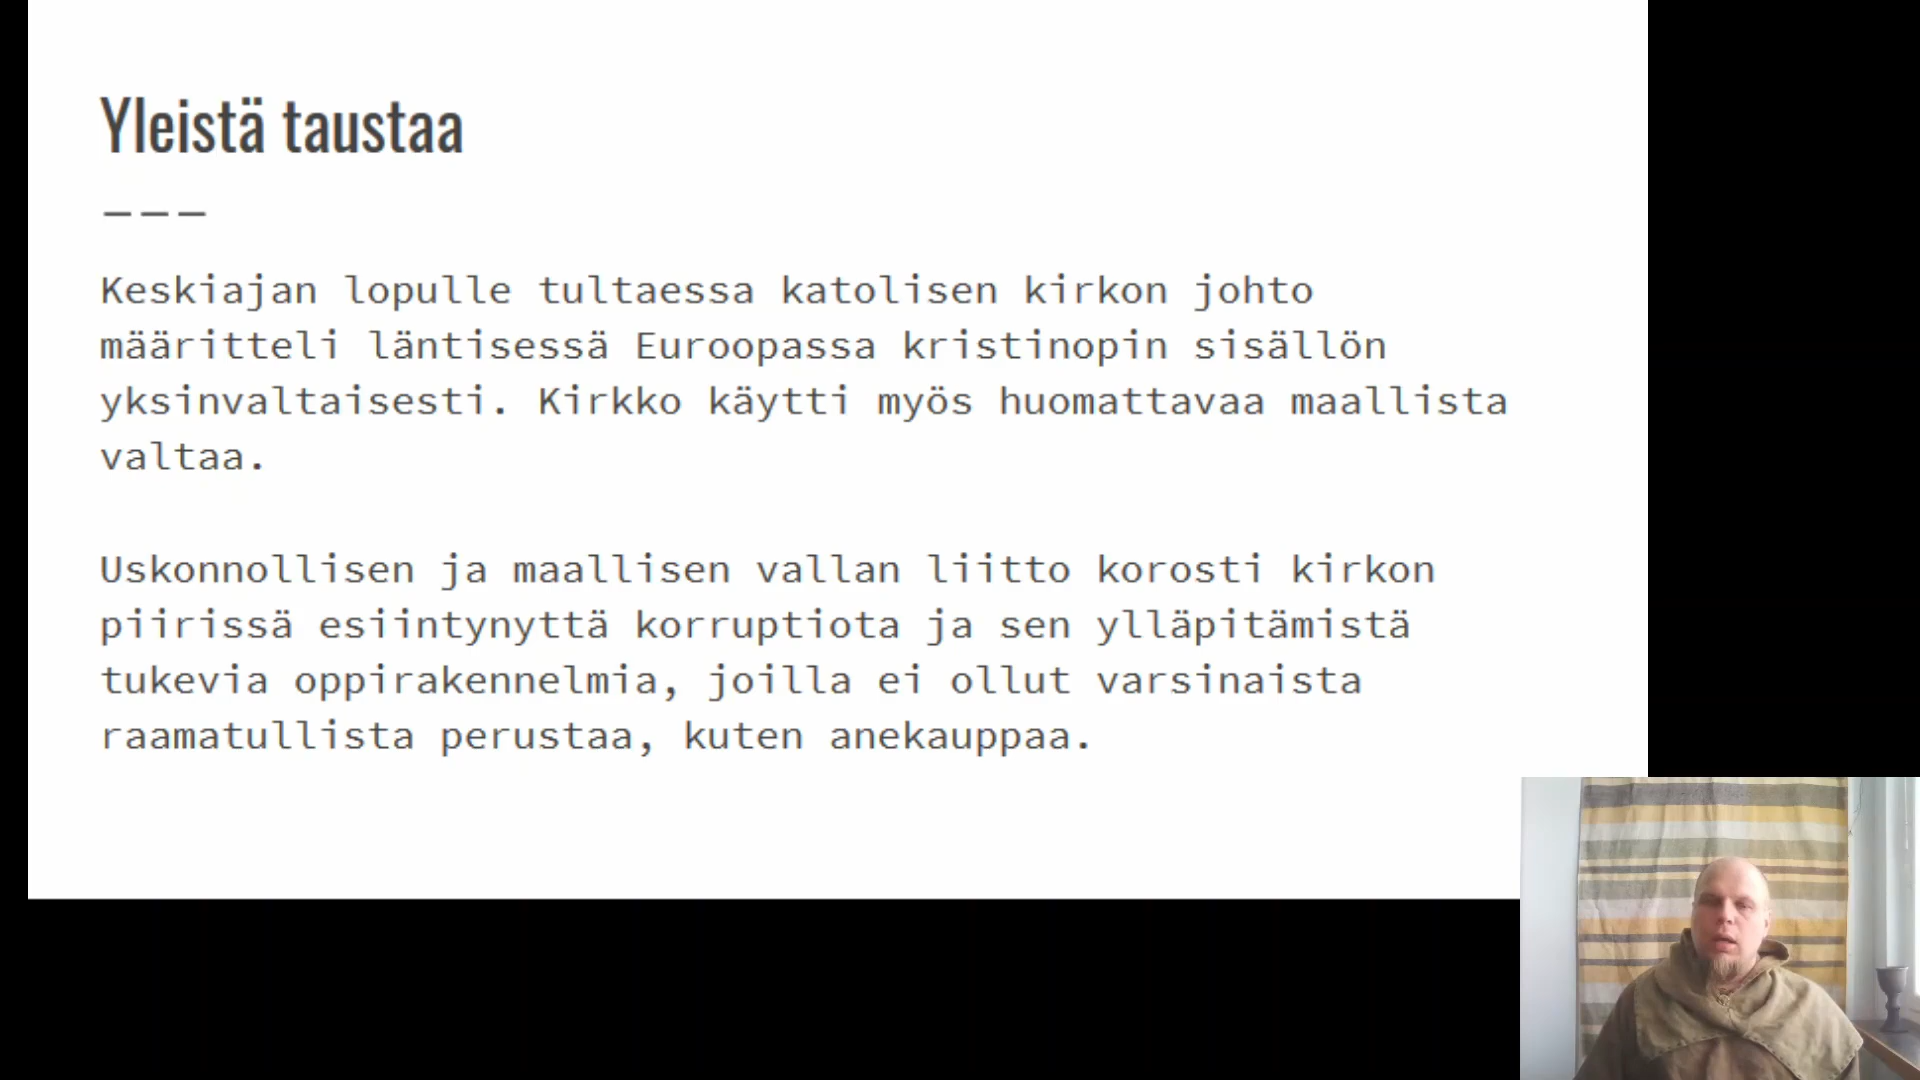 Yleistä taustaa
———
Keskiajan lopulle tultaessa katolisen kirkon johto
määritteli läntisessä Euroopassa kristinopin sisällön
yksinvaltaisesti. Kirkko käytti myös huomattavaa maallista
valtaa.
Uskonnollisen ja maallisen vallan liitto korosti kirkon
piirissä esiintynyttä korruptiota ja sen ylläpitämistä
tukevia oppirakennelmia, joilla ei ollut varsinaista
raamatullista perustaa, kuten anekauppaa.